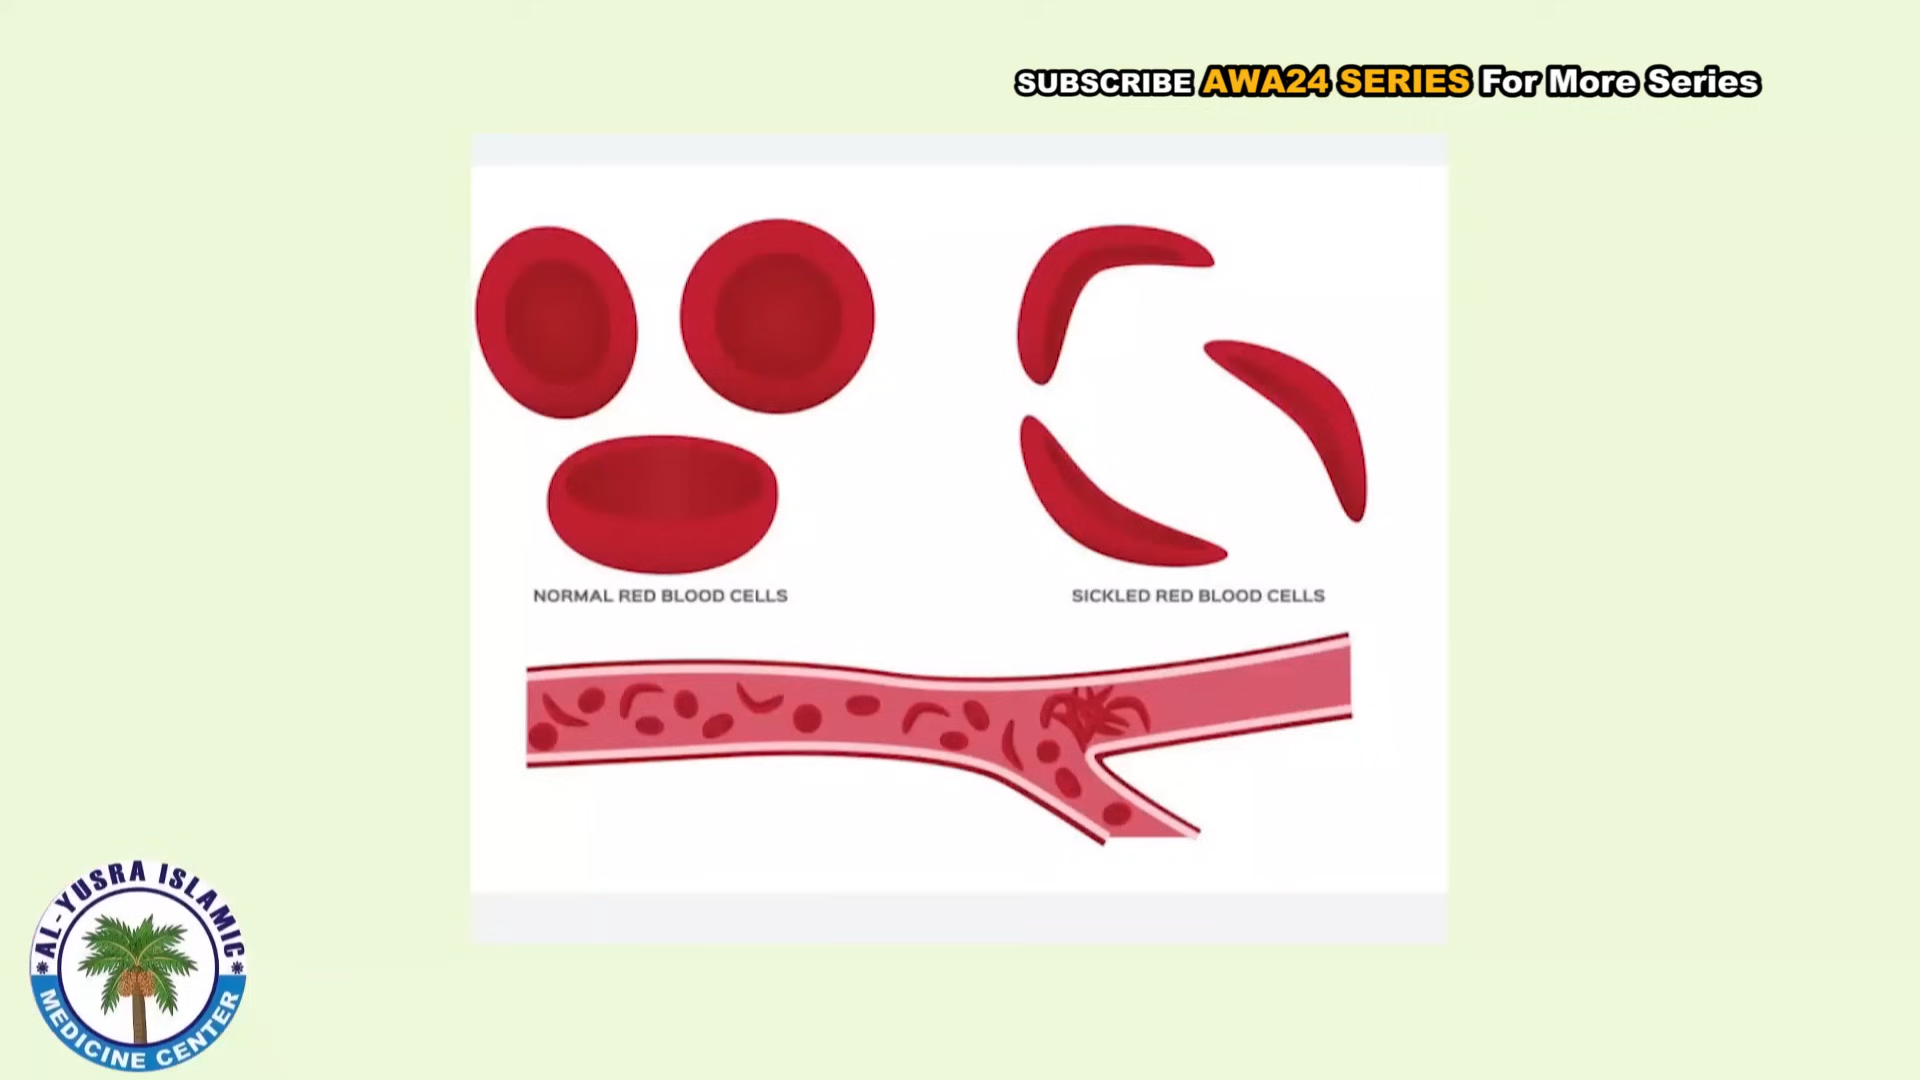 SUBSCRIBE AWA24 SERIES For More Series
NORMAL RED BLOOD CELLS
SICKLED RED BLOOD CELLS
AL-YUSRA ISLAMIC
MEDICINE CENTER